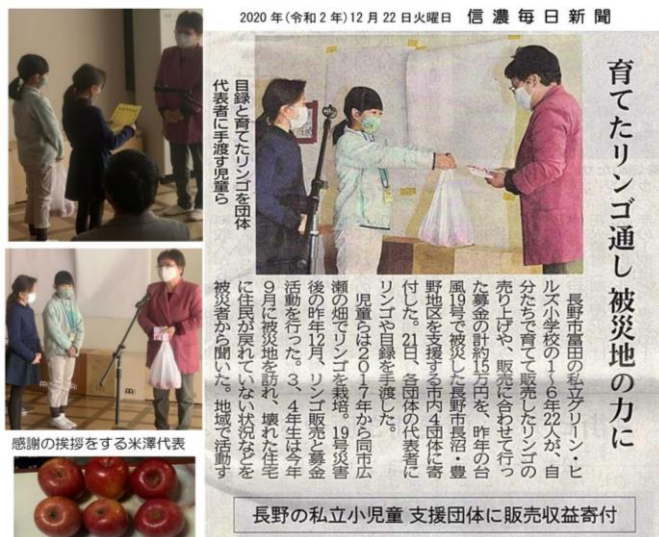 2020年(令和2年)12月22日火曜日 信濃毎日新聞
育てたリンゴ通し 被災地の力に
目録と育てたリンゴを団体
代表者に手渡す児童ら
長野市富田の私立グリーン・ヒ
ルズ小学校の1〜6年22人が、自
分たちで育てて販売したリンゴの
売り上げや、販売に合わせて行っ
た募金の計約15万円を、昨年の台
風19号で被災した長野市長沼・豊
野地区を支援する市内4団体に寄
付した。21日、各団体の代表者に
リンゴや目録を手渡した。
児童らは2017年から同市広
瀬の畑でリンゴを栽培。19号災害
後の昨年12月、リンゴ販売と募金
活動を行った。3、4年生は今年
9月に被災地を訪れ、壊れた住宅
に住民が戻れていない状況などを
被災者から聞いた。地域で活動す
長野の私立小児童 支援団体に販売収益寄付
感謝の挨拶をする米澤代表